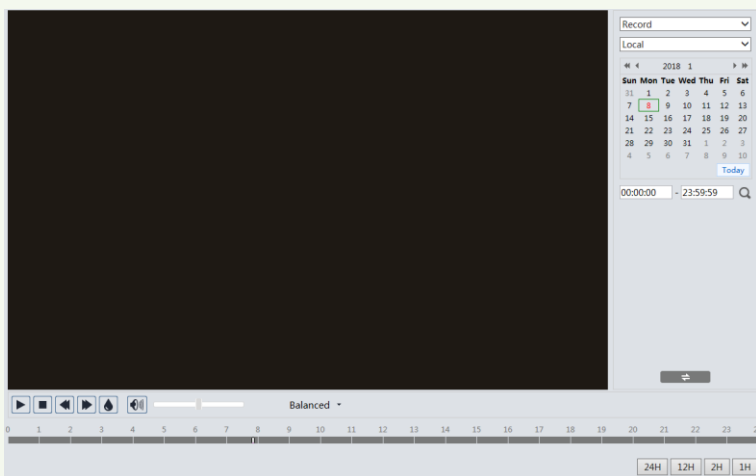 Record
Local
2018 1
Sun Mon Tue Wed Thu Fri Sat
31 1 2 3 4 5 6
7 8 9 10 11 12 13
14 15 16 17 18 19 20
21 22 23 24 25 26 27
28 29 30 31 1 2 3
4 5 6 7 8 9 10
Today
00:00:00 - 23:59:59
Balanced
0 1 2 3 4 5 6 7 8 9 10 11 12 13 14 15 16 17 18 19 20 21 22 23
24H 12H 2H 1H